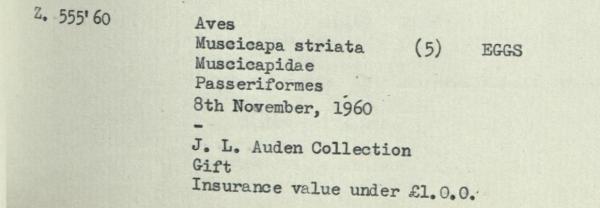 Z. 555'60
Aves
Muscicapa striata (5) EGGS
Muscicapidae
Passeriformes
8th November, 1960
-
J. L. Auden Collection
Gift
Insurance value under £1.0.0.